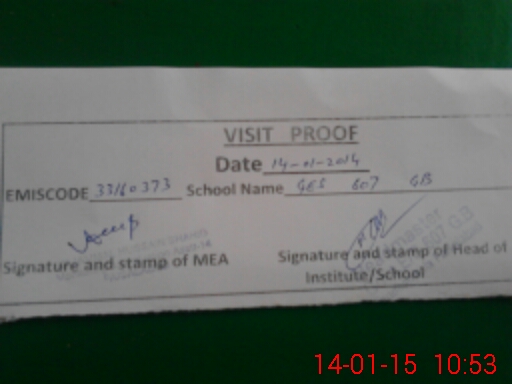 VISIT PROOF
Date 14-01-2014
EMISCODE 33160373 School Name GES 607 GB
Signature and stamp of MEA
Signature and stamp of Head of
Institute/School
14-01-15 10:53